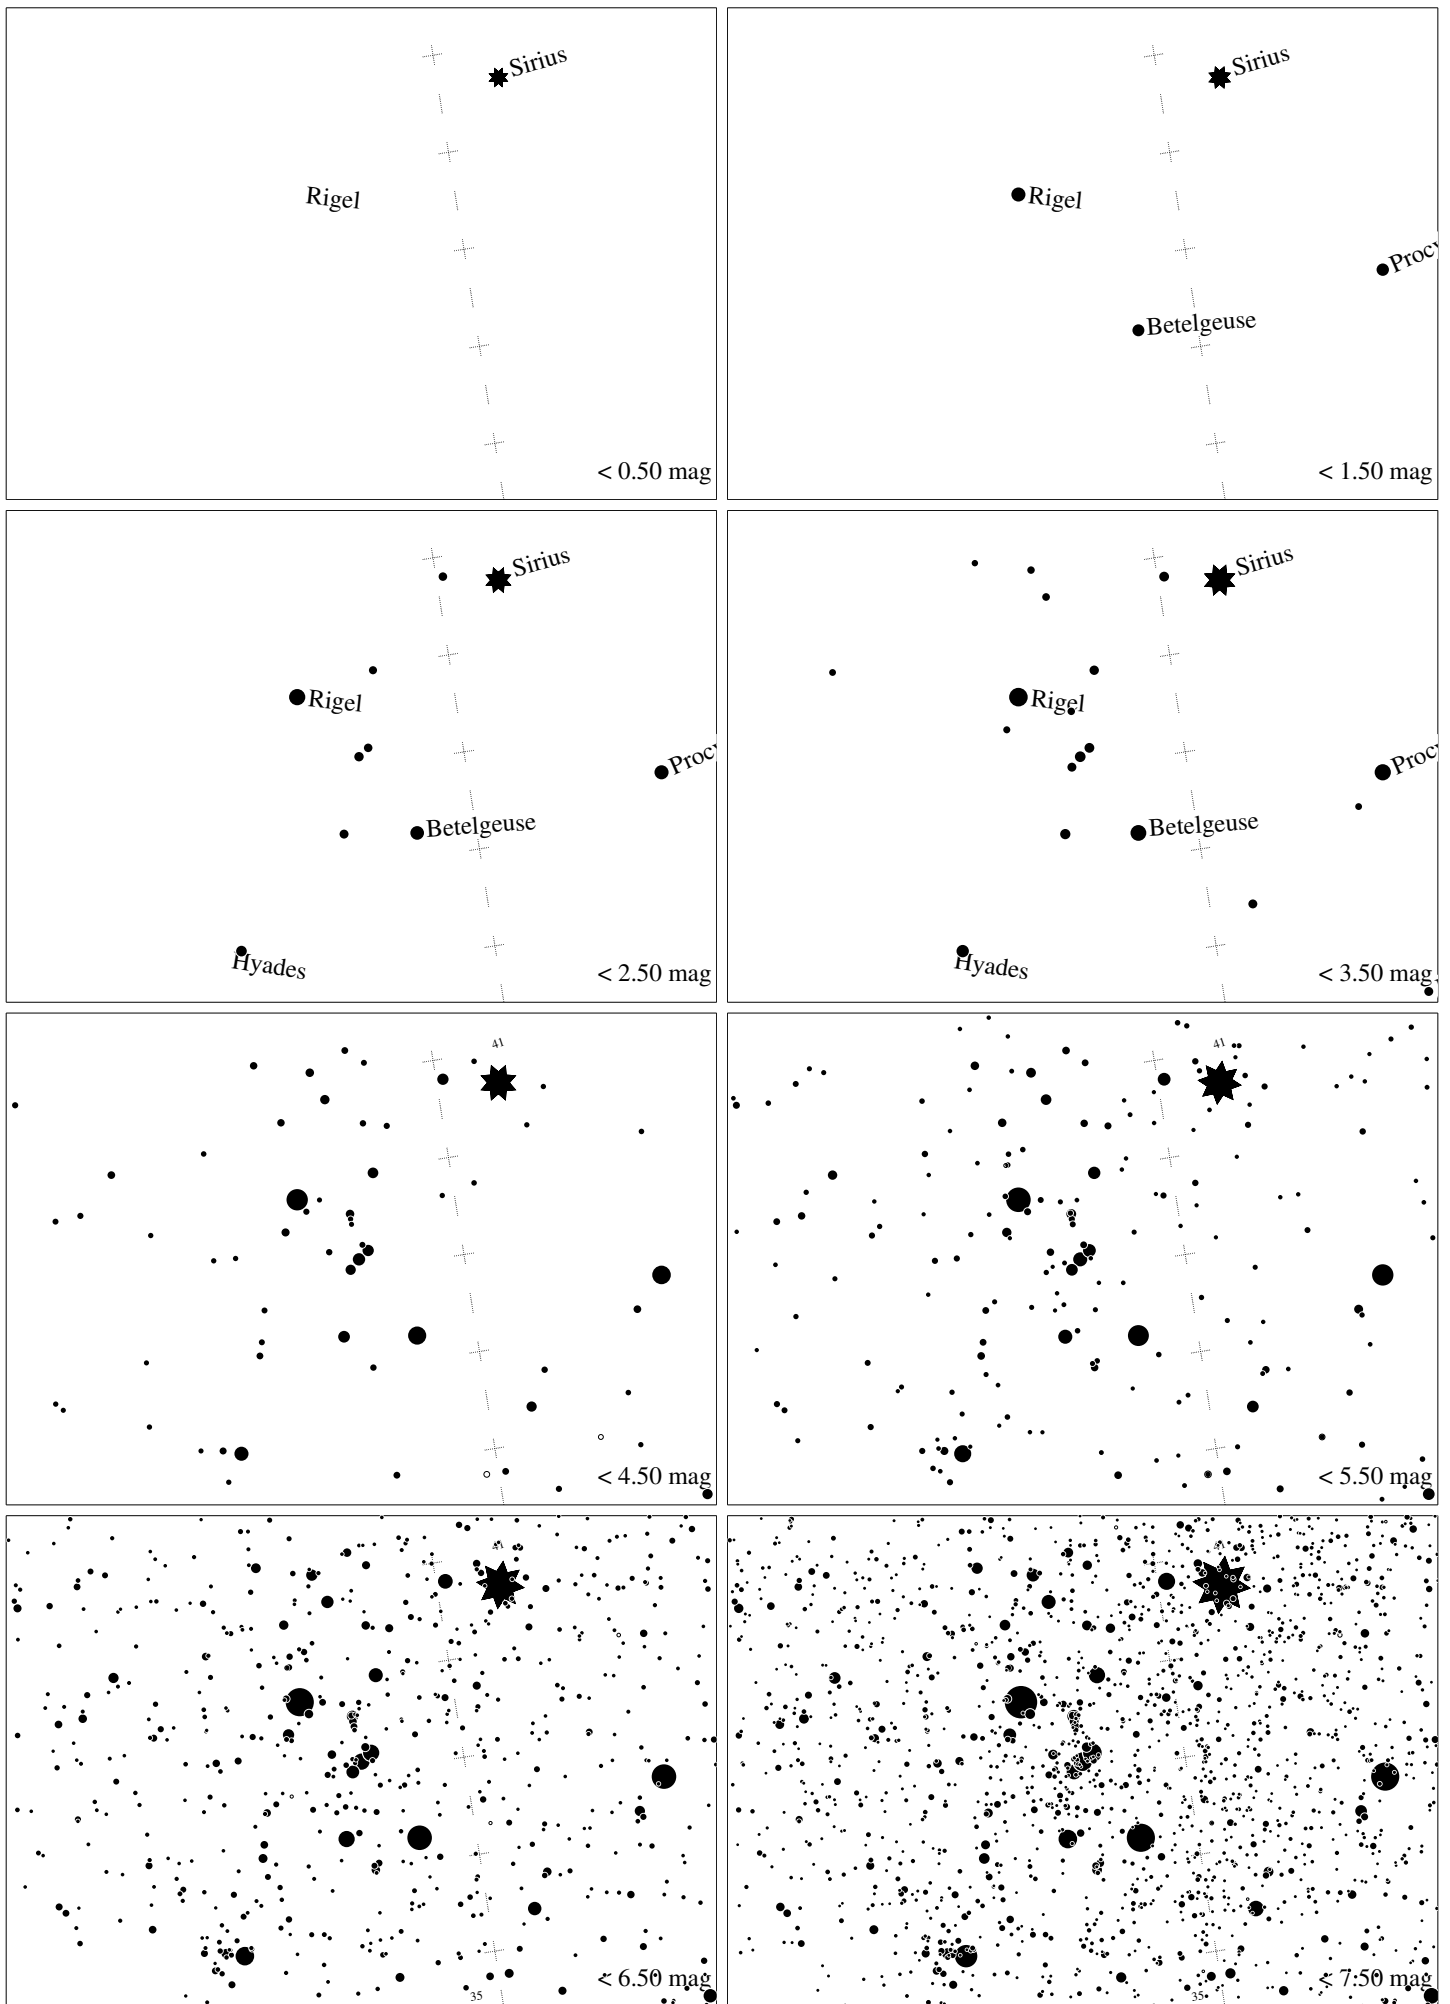 Sirius
Rigel
< 0.50 mag
Sirius
Rigel
Procy
Betelgeuse
< 1.50 mag
Sirius
Rigel
Procy
Betelgeuse
Hyades
< 2.50 mag
Sirius
Rigel
Procy
Betelgeuse
Hyades
< 3.50 mag
41
< 4.50 mag
41
< 5.50 mag
41
< 6.50 mag
35
< 7.50 mag
35